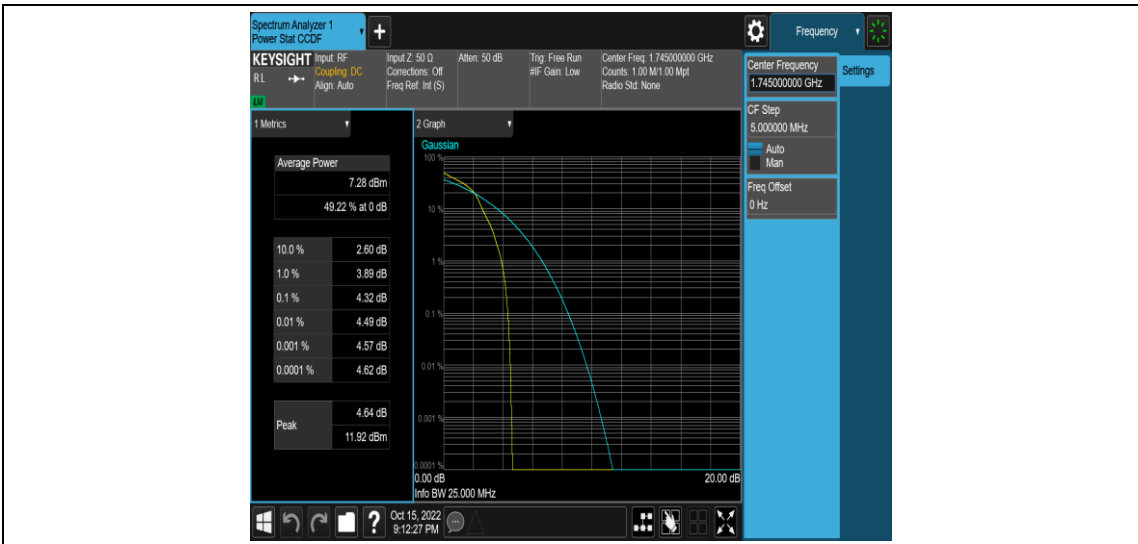 Spectrum Analyzer 1
Power Stat CCDF
+
Frequency
KEYSIGHT Input: RF Input Z: 50 Ω Atten: 50 dB Trig: Free Run Center Freq: 1.745000000 GHz
RL Coupling: DC Corrections: Off #IF Gain: Low Counts: 1.00 M/1.00 Mpt
Align: Auto Freq Ref: Int (S) Radio Std: None
LXI
Center Frequency
1.745000000 GHz
Settings
CF Step
5.000000 MHz
Auto
Man
Freq Offset
0 Hz
1 Metrics
Average Power
7.28 dBm
49.22 % at 0 dB
10.0 % 2.60 dB
1.0 % 3.89 dB
0.1 % 4.32 dB
0.01 % 4.49 dB
0.001 % 4.57 dB
0.0001 % 4.62 dB
Peak 4.64 dB
11.92 dBm
2 Graph
Gaussian
100 %
10 %
1 %
0.1 %
0.01 %
0.001 %
0.0001 %
0.00 dB 20.00 dB
Info BW 25.000 MHz
? Oct 15, 2022
9:12:27 PM